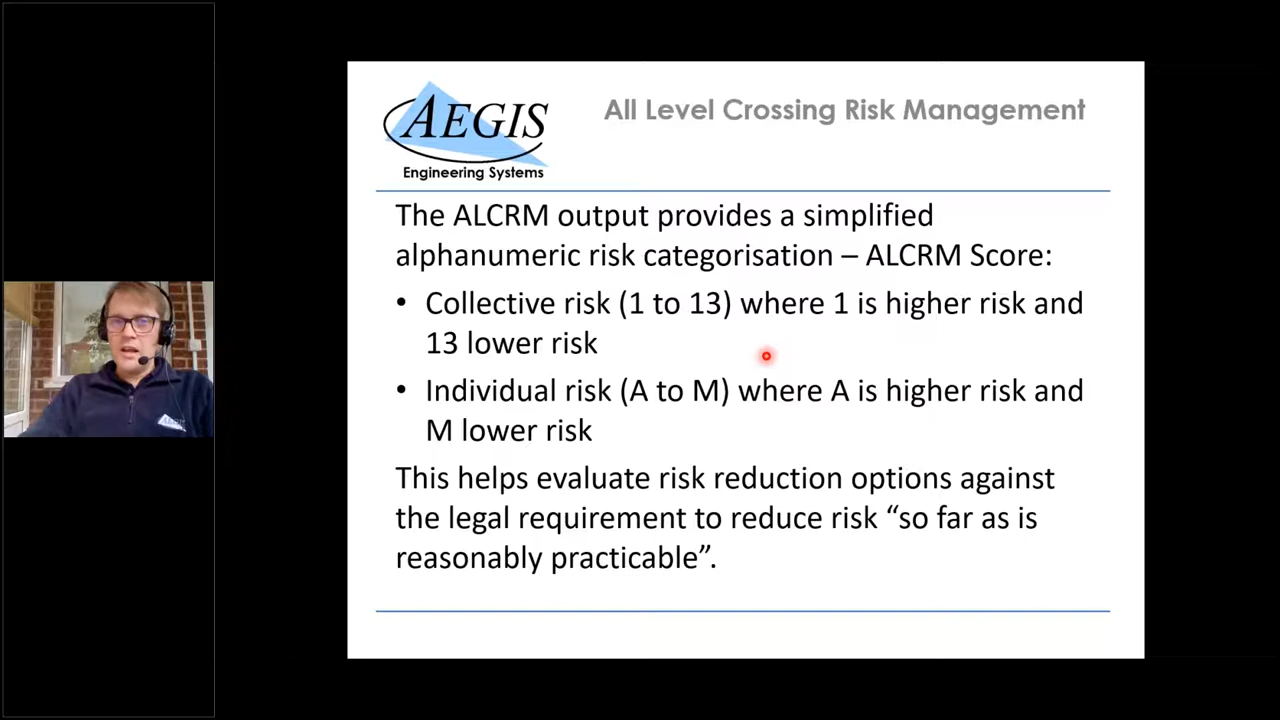 AEGIS
Engineering Systems
All Level Crossing Risk Management
The ALCRM output provides a simplified
alphanumeric risk categorisation – ALCRM Score:
• Collective risk (1 to 13) where 1 is higher risk and
13 lower risk
• Individual risk (A to M) where A is higher risk and
M lower risk
This helps evaluate risk reduction options against
the legal requirement to reduce risk “so far as is
reasonably practicable”.